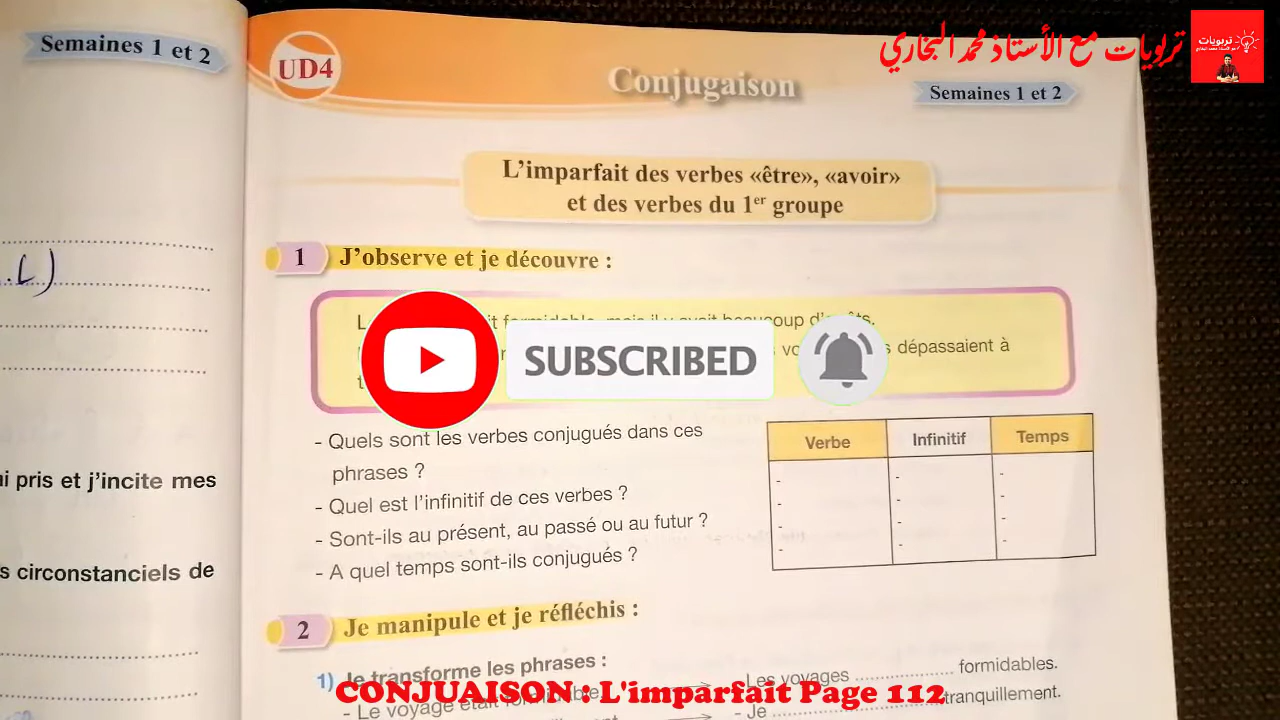 Semaines 1 et 2
UD4
Conjugaison
Semaines 1 et 2
تربويات مع الأستاذ محمد البخاري
تربويات
L'imparfait des verbes «être», «avoir»
et des verbes du 1er groupe
1 J'observe et je découvre :
dépassaient à
SUBSCRIBED
- Quels sont les verbes conjugués dans ces
phrases ?
- Quel est l'infinitif de ces verbes ?
- Sont-ils au présent, au passé ou au futur ?
- A quel temps sont-ils conjugués ?
Verbe Infinitif Temps
- - -
- - -
- - -
- - -
ai pris et j'incite mes
s circonstanciels de
2 Je manipule et je réfléchis :
1) Je transforme les phrases :
- Le voyage était
- Les voyages .................... formidables.
- Je .................... tranquillement.
CONJUAISON : L'imparfait Page 112